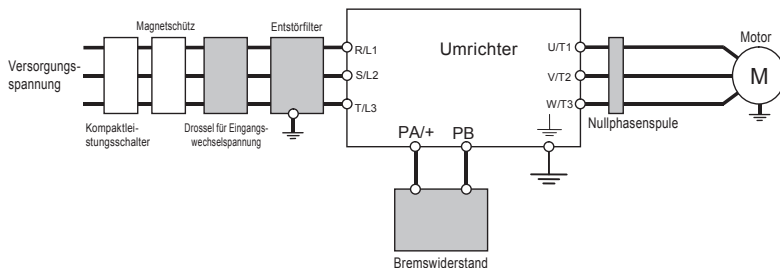 Magnetschütz
Entstörfilter
Motor
Versorgungs-
spannung
R/L1
S/L2
T/L3
Umrichter
U/T1
V/T2
W/T3
M
Kompaktlei-
stungsschalter
Drossel für Eingangs-
wechselspannung
PA/+
PB
Nullphasenspule
Bremswiderstand